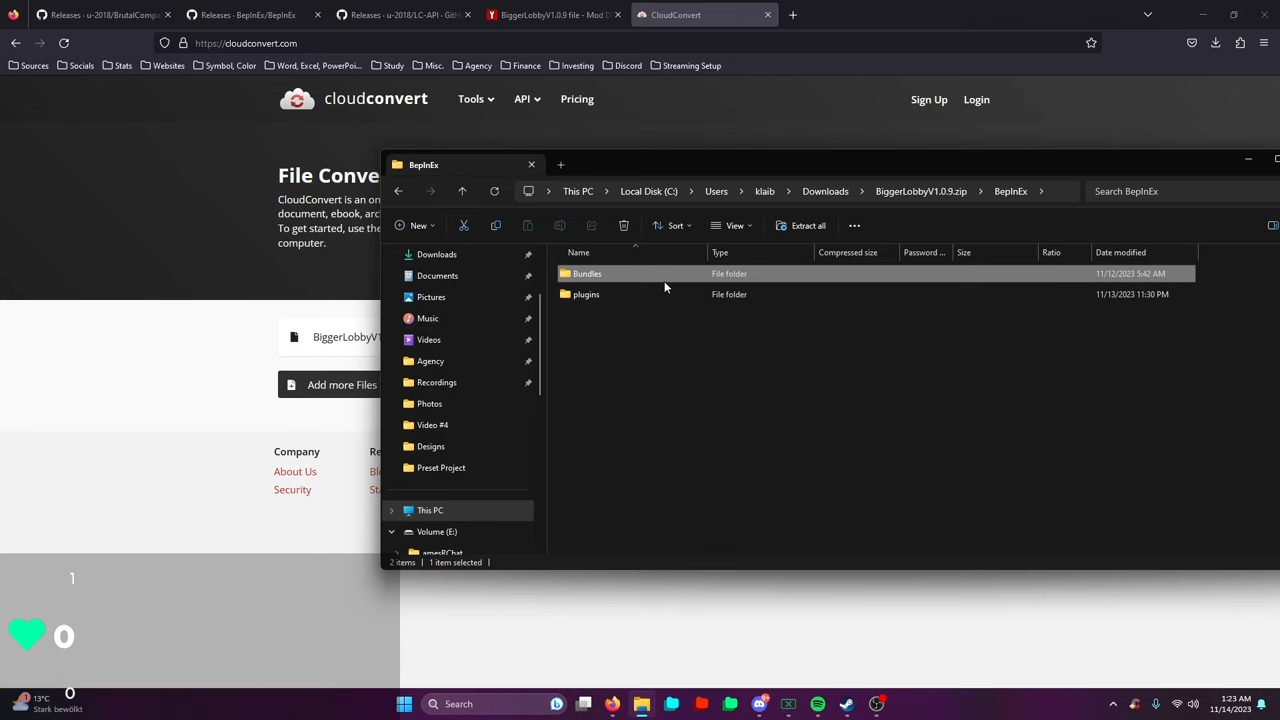 Releases · u-2018/BrutalCompa
Releases · BepInEx/BepInEx
Releases · u-2018/LC-API · GitH
BiggerLobbyV1.0.9 file - Mod D
CloudConvert
https://cloudconvert.com
Sources Socials Stats Websites Symbol, Color Word, Excel, PowerPoi... Study Misc. Agency Finance Investing Discord Streaming Setup
cloudconvert Tools API Pricing Sign Up Login
File Conve
CloudConvert is an on
document, ebook, arc
To get started, use the
computer.
BiggerLobbyV1
Add more Files
Company Re
About Us Bl
Security Sta
BepInEx
This PC Local Disk (C:) Users klaib Downloads BiggerLobbyV1.0.9.zip BepInEx Search BepInEx
New Sort View Extract all
Name Type Compressed size Password ... Size Ratio Date modified
Bundles File folder 11/12/2023 5:42 AM
plugins File folder 11/13/2023 11:30 PM
Downloads
Documents
Pictures
Music
Videos
Agency
Recordings
Photos
Video #4
Designs
Preset Project
This PC
Volume (E:)
amesRChat
2 items 1 item selected
1
0
0
13°C
Stark bewölkt
Search
9+
1:23 AM
11/14/2023